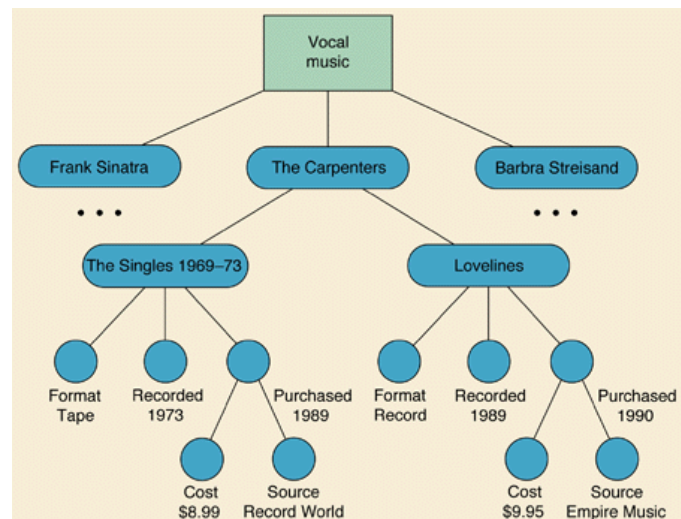 Vocal
music
Frank Sinatra
The Carpenters
Barbra Streisand
• • •
• • •
The Singles 1969–73
Lovelines
Format
Tape
Recorded
1973
Purchased
1989
Format
Record
Recorded
1989
Purchased
1990
Cost
$8.99
Source
Record World
Cost
$9.95
Source
Empire Music